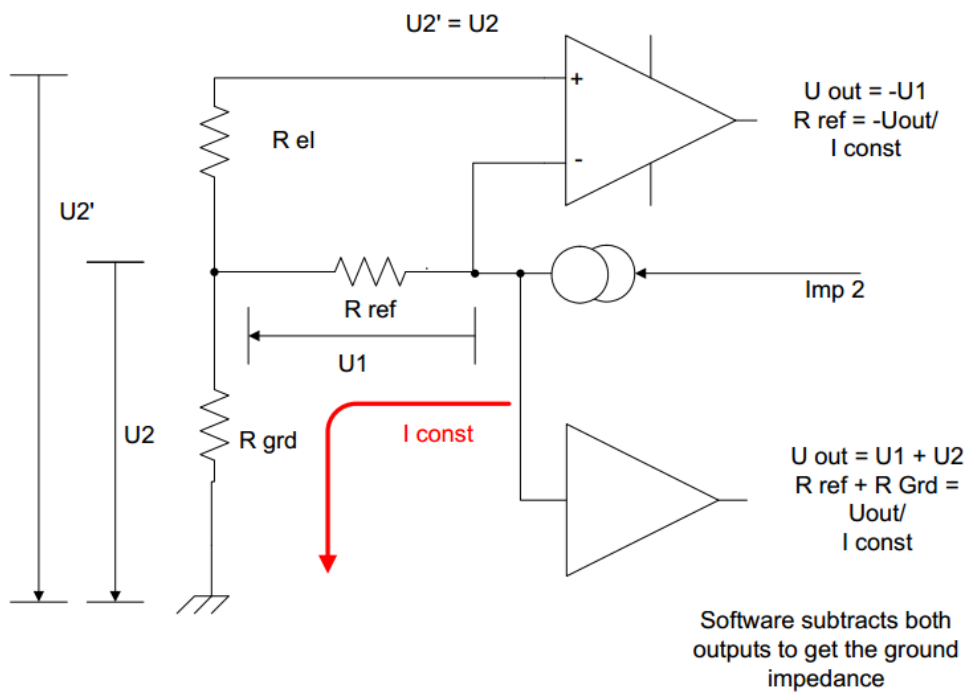 U2' = U2
+
U out = -U1
R ref = -Uout/
I const
R el
-
U2'
Imp 2
R ref
U1
U2
R grd
I const
U out = U1 + U2
R ref + R Grd =
Uout/
I const
Software subtracts both
outputs to get the ground
impedance